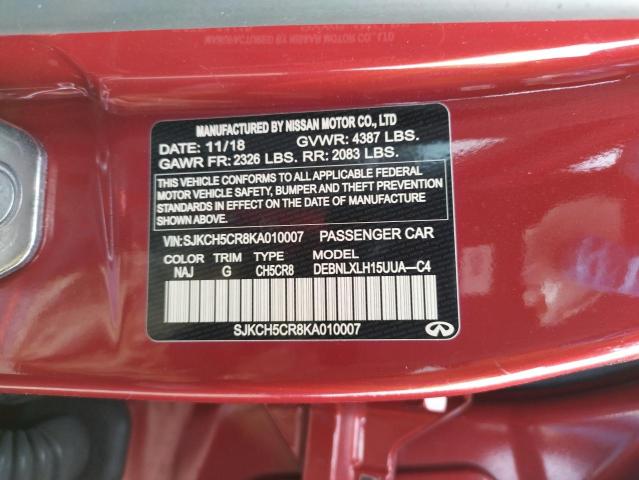 MANUFACTURED BY NISSAN MOTOR CO., LTD
DATE: 11/18 GVWR: 4387 LBS.
GAWR FR: 2326 LBS. RR: 2083 LBS.
THIS VEHICLE CONFORMS TO ALL APPLICABLE FEDERAL
MOTOR VEHICLE SAFETY, BUMPER AND THEFT PREVENTION
STANDARDS IN EFFECT ON THE DATE OF MANUFACTURE
SHOWN ABOVE.
VIN:SJKCH5CR8KA010007 PASSENGER CAR
COLOR TRIM TYPE MODEL
NAJ G CH5CR8 DEBNLXLH15UUA—C4
SJKCH5CR8KA010007